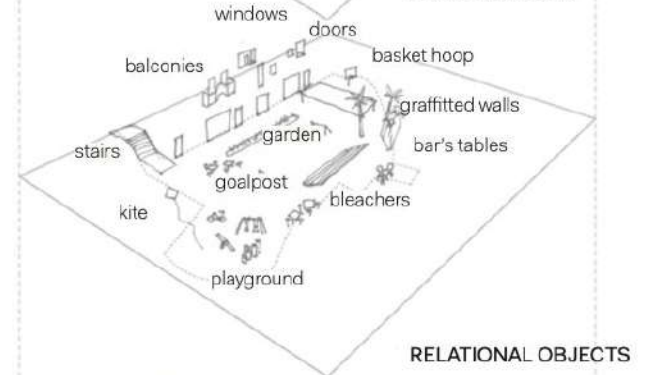 windows
doors
basket hoop
balconies
graffitted walls
garden
bar's tables
stairs
goalpost
bleachers
kite
playground
RELATIONAL OBJECTS